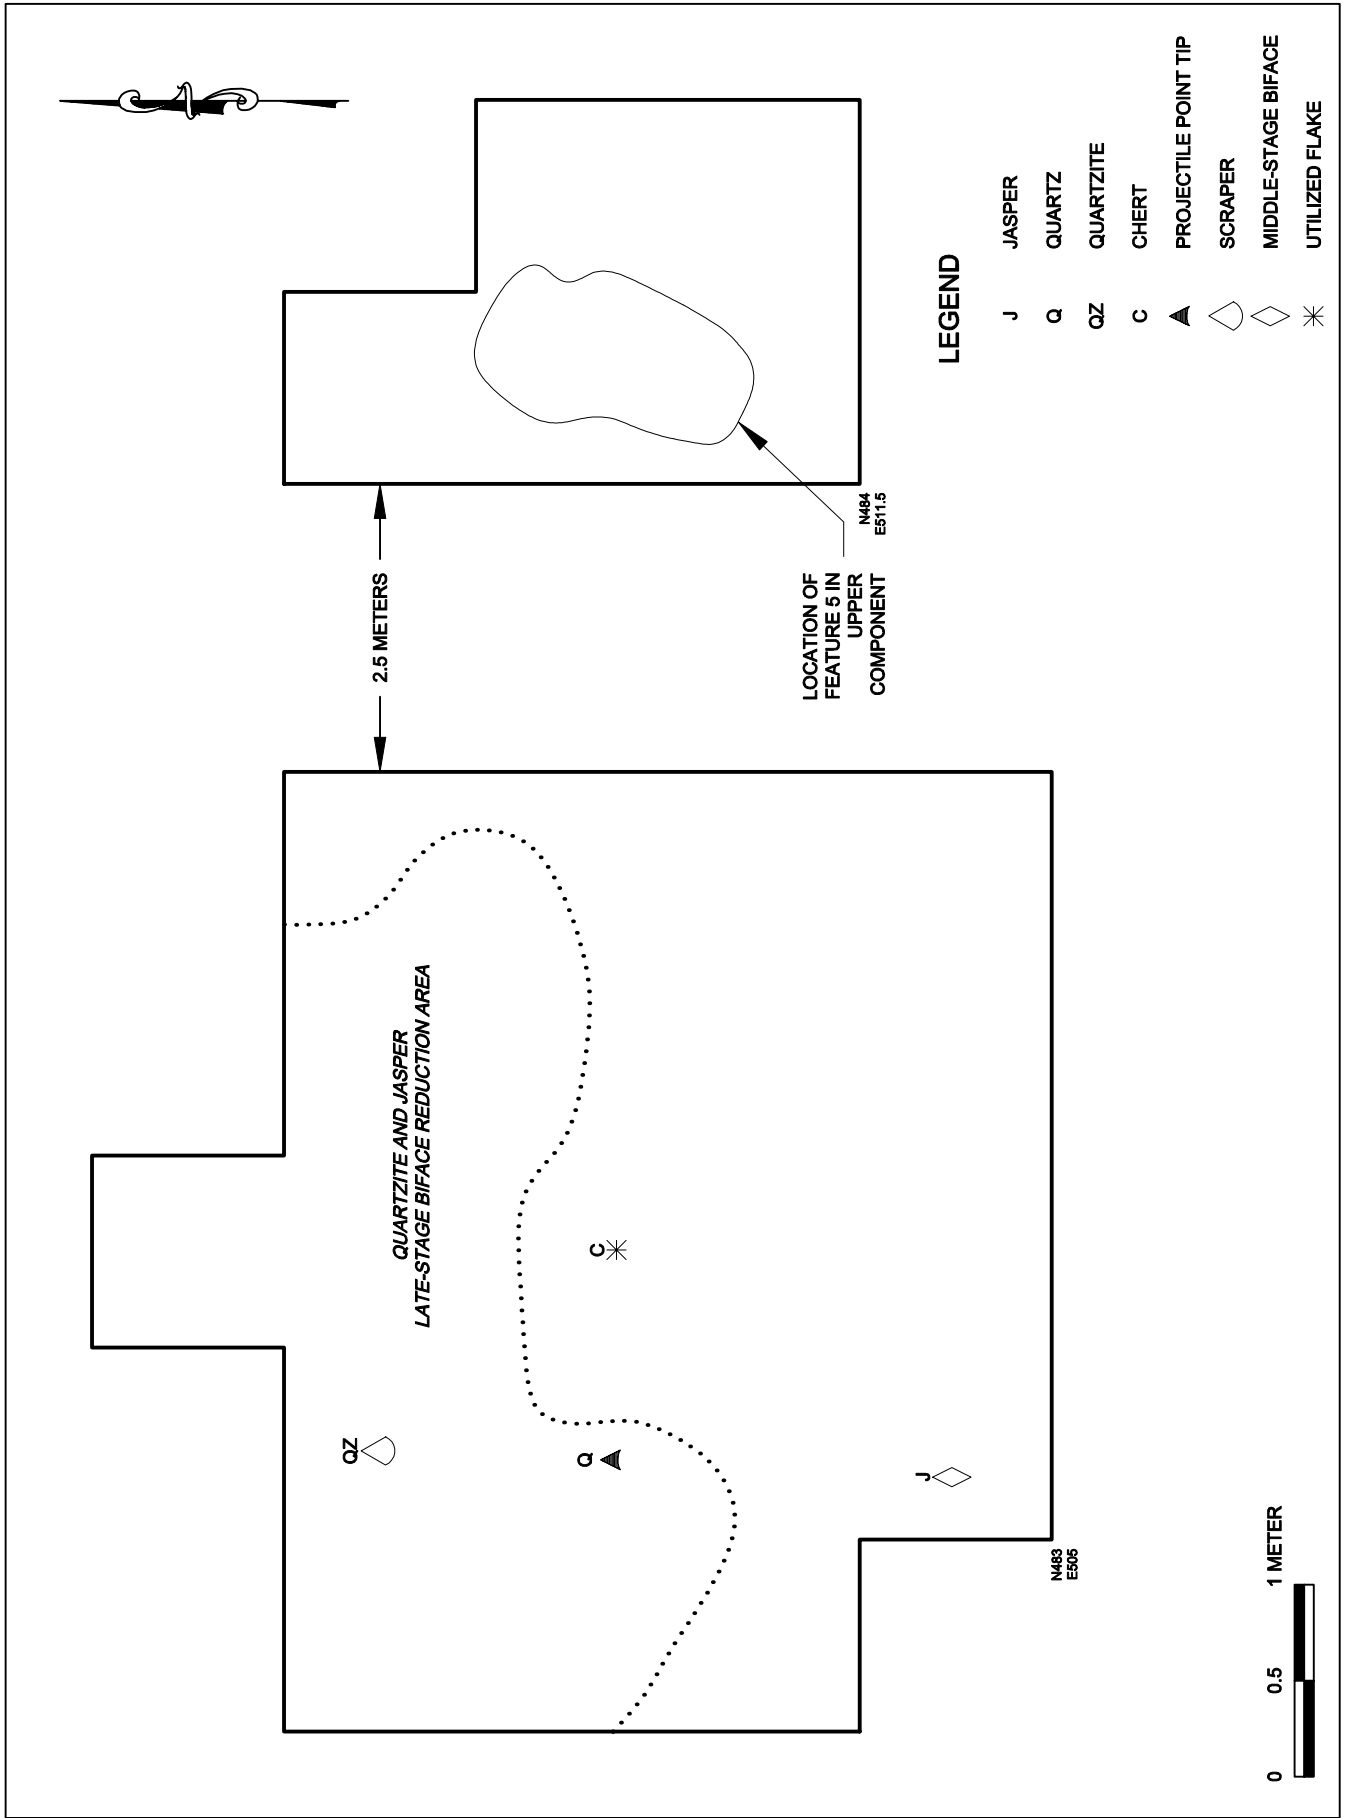 QZ
Q
C
J
QUARTZITE AND JASPER
LATE-STAGE BIFACE REDUCTION AREA
2.5 METERS
LOCATION OF
FEATURE 5 IN
UPPER
COMPONENT
N484
E511.5
N483
E505
0 0.5 1 METER
LEGEND
J JASPER
Q QUARTZ
QZ QUARTZITE
C CHERT
PROJECTILE POINT TIP
SCRAPER
MIDDLE-STAGE BIFACE
UTILIZED FLAKE